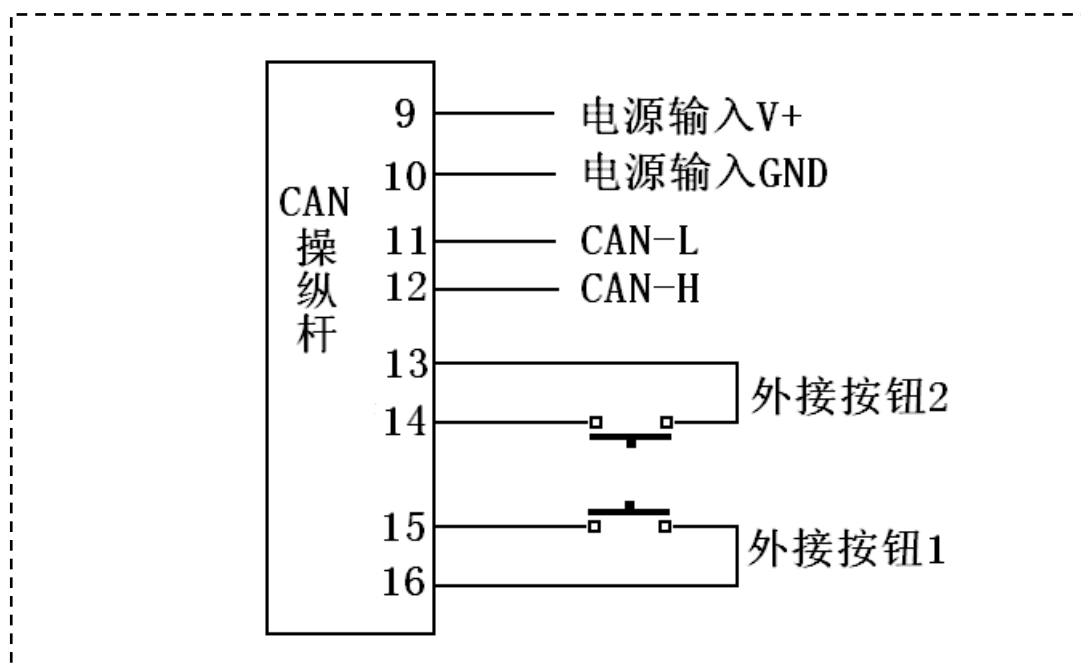 CAN
操
纵
杆
9 电源输入V+
10 电源输入GND
11 CAN-L
12 CAN-H
13
外接按钮2
14
15
外接按钮1
16